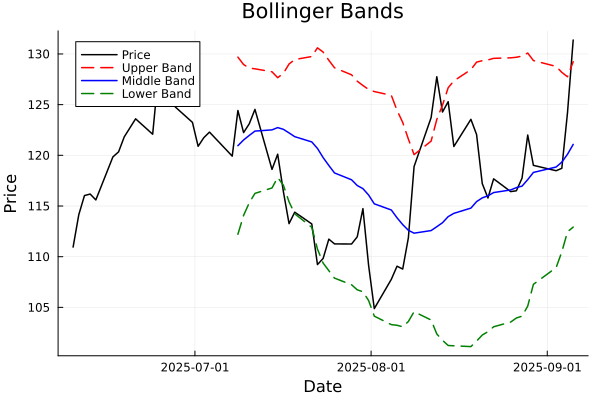 Bollinger Bands
Price
Upper Band
Middle Band
Lower Band
130
125
120
115
110
105
Price
2025-07-01
2025-08-01
2025-09-01
Date